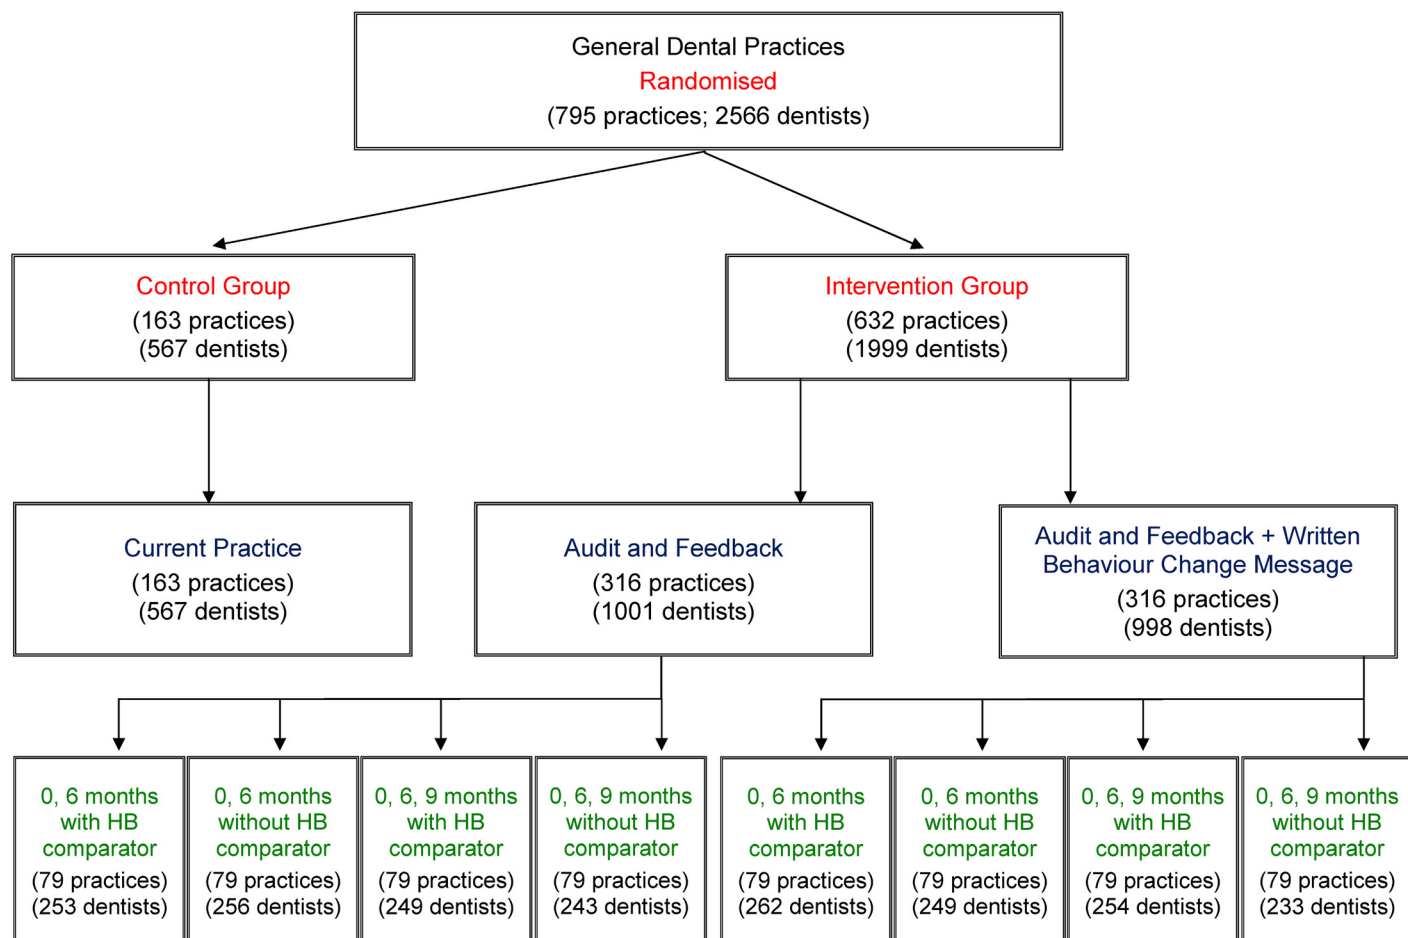 General Dental Practices
Randomised
(795 practices; 2566 dentists)
Control Group
(163 practices)
(567 dentists)
Intervention Group
(632 practices)
(1999 dentists)
Current Practice
(163 practices)
(567 dentists)
Audit and Feedback
(316 practices)
(1001 dentists)
Audit and Feedback + Written
Behaviour Change Message
(316 practices)
(998 dentists)
0, 6 months
with HB
comparator
(79 practices)
(253 dentists)
0, 6 months
without HB
comparator
(79 practices)
(256 dentists)
0, 6, 9 months
with HB
comparator
(79 practices)
(249 dentists)
0, 6, 9 months
without HB
comparator
(79 practices)
(243 dentists)
0, 6 months
with HB
comparator
(79 practices)
(262 dentists)
0, 6 months
without HB
comparator
(79 practices)
(249 dentists)
0, 6, 9 months
with HB
comparator
(79 practices)
(254 dentists)
0, 6, 9 months
without HB
comparator
(79 practices)
(233 dentists)